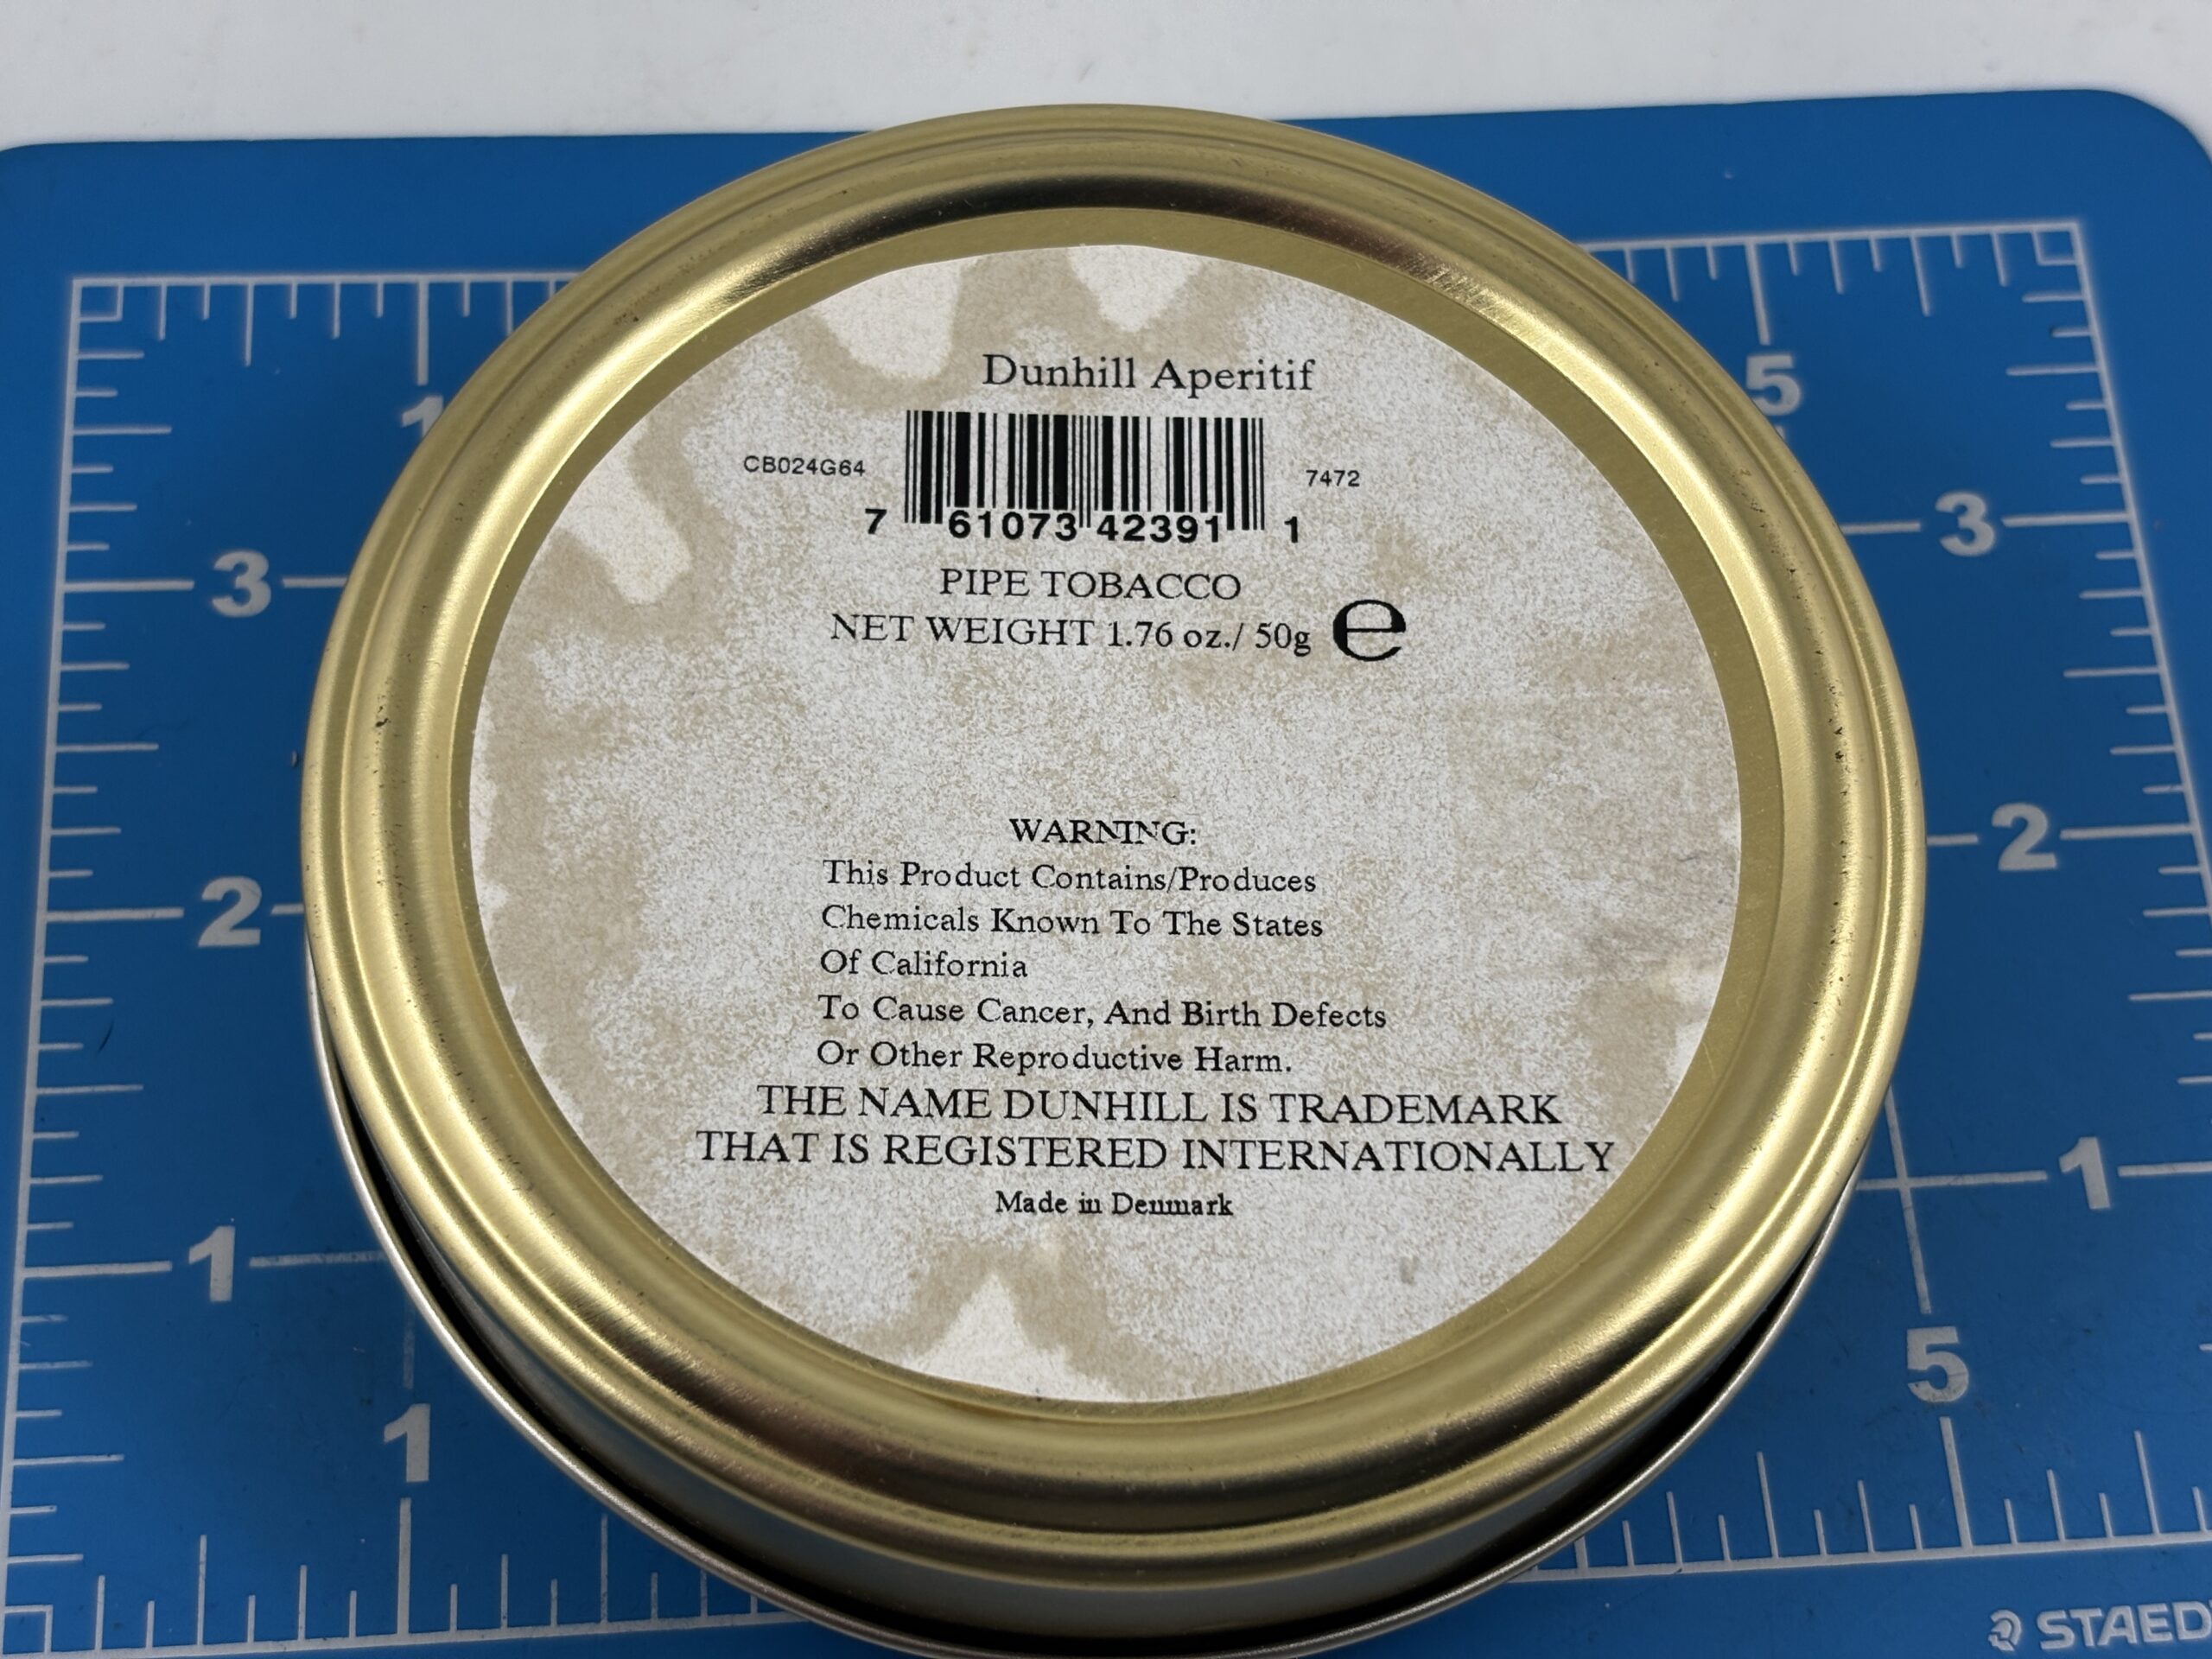 Dunhill Aperitif
CB024G64
7472
7 61073 42391 1
PIPE TOBACCO
NET WEIGHT 1.76 oz./ 50g e
WARNING:
This Product Contains/Produces
Chemicals Known To The States
Of California
To Cause Cancer, And Birth Defects
Or Other Reproductive Harm.
THE NAME DUNHILL IS TRADEMARK
THAT IS REGISTERED INTERNATIONALLY
Made in Denmark
1
5
3
3
2
2
1
1
1
5
STAED